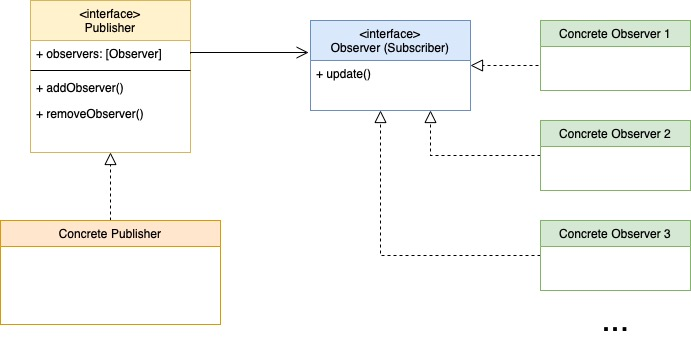 <interface>
Publisher
+ observers: [Observer]
+ addObserver()
+ removeObserver()
<interface>
Observer (Subscriber)
+ update()
Concrete Observer 1
Concrete Observer 2
Concrete Publisher
Concrete Observer 3
...